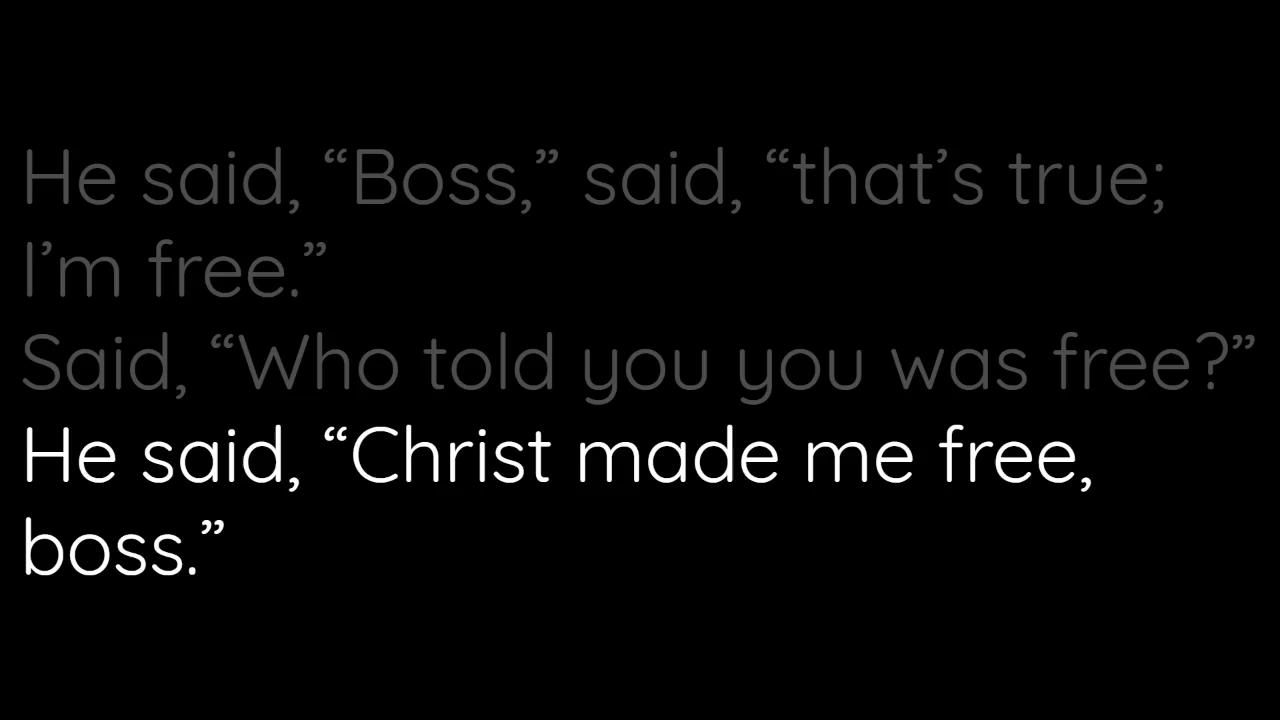 He said, “Boss,” said, “that’s true;
I’m free.”
Said, “Who told you you was free?”
He said, “Christ made me free,
boss.”